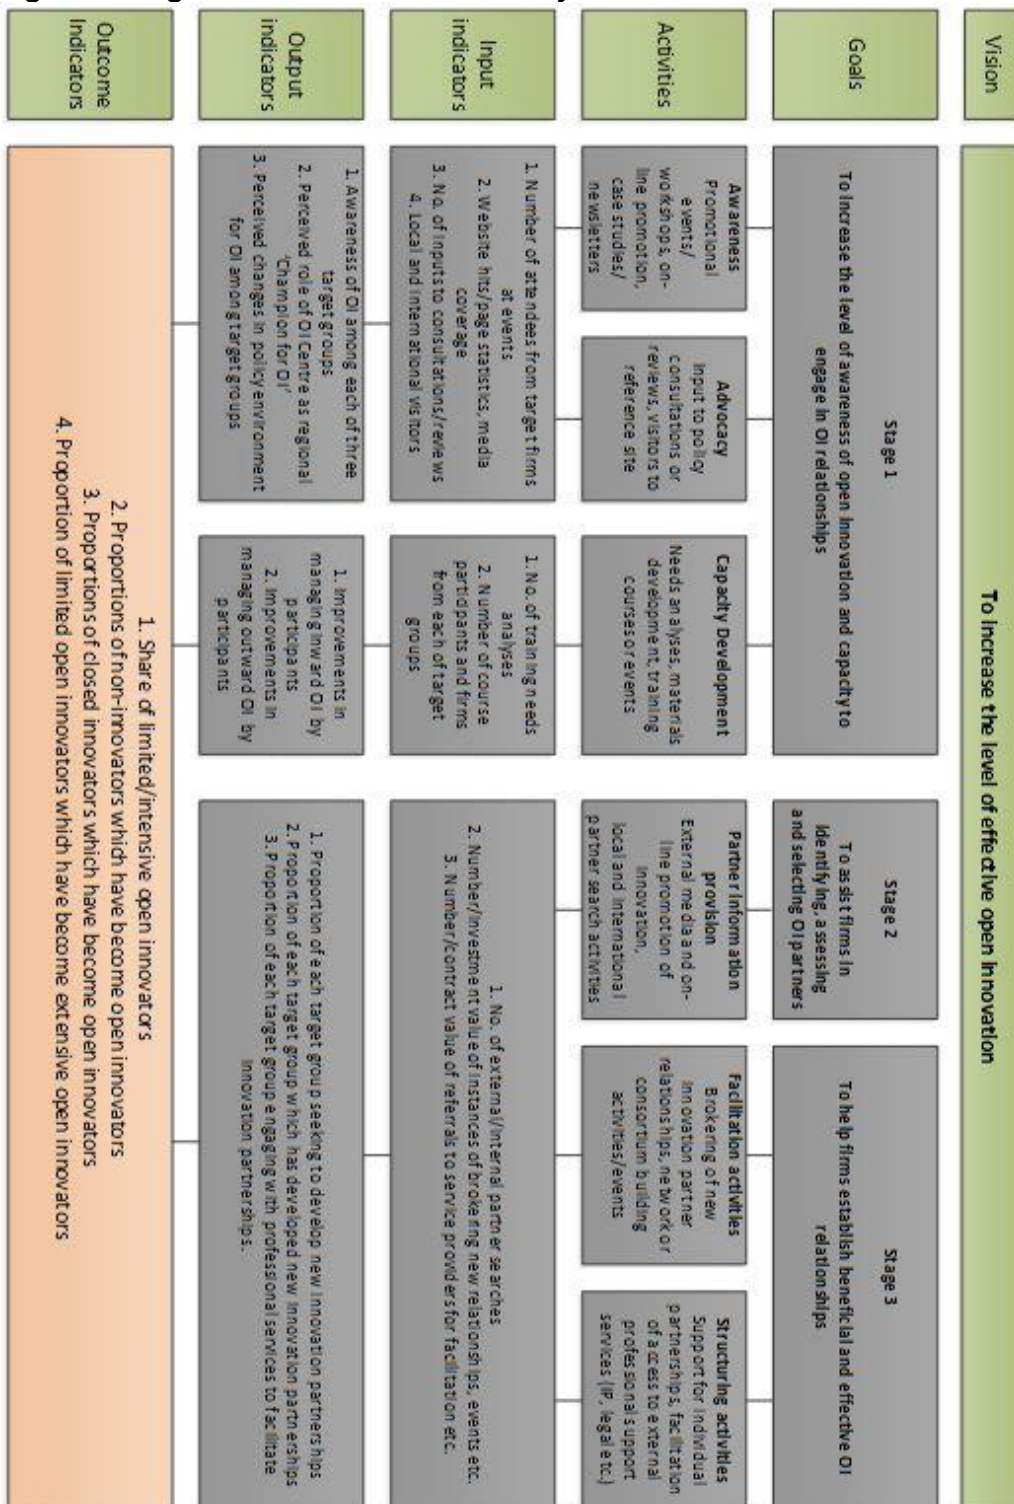 Vision
To increase the level of effective open innovation
Goals
Stage 1
To increase the level of awareness of open innovation and capacity to
engage in OI relationships
Stage 2
To assist firms in
identifying, assessing
and selecting OI partners
Stage 3
To help firms establish beneficial and effective OI
relationships
Activities
Awareness
Promotional
events/
workshops, on-
line promotion,
case studies/
newsletters
Advocacy
Input to policy
consultations or
reviews, visitors to
reference site
Capacity Development
Needs analyses, materials
development, training
courses or events
Partner information
provision
External media and on-
line promotion of
innovation,
local and international
partner search activities
Facilitation activities
Brokering of new
innovation partner
relationships, network or
consortium building
activities/events
Structuring activities
Support for individual
partnerships, facilitation
of access to external
professional support
services (IP, legal etc.)
Input
indicators
1. Number of attendees from target firms
at events
2. Website hits/page statistics, media
coverage
3. No. of inputs to consultations/reviews
4. Local and international visitors
1. No. of training needs
analyses
2. Number of course
participants and firms
from each of target
groups
1. No. of external/internal partner searches
2. Number/investment value of instances of brokering new relationships, events etc.
3. Number/contract value of referrals to service providers for facilitation etc.
Output
indicators
1. Awareness of OI among each of three
target groups
2. Perceived role of OI Centre as regional
'Champion for OI'
3. Perceived changes in policy environment
for OI among target groups
1. Improvements in
managing inward OI by
participants
2. Improvements in
managing outward OI by
participants
1. Proportion of each target group seeking to develop new innovation partnerships
2. Proportion of each target group which has developed new innovation partnerships
3. Proportion of each target group engaging with professional services to facilitate
innovation partnerships.
Outcome
Indicators
1. Share of limited/intensive open innovators
2. Proportions of non-innovators which have become open innovators
3. Proportions of closed innovators which have become open innovators
4. Proportion of limited open innovators which have become extensive open innovators